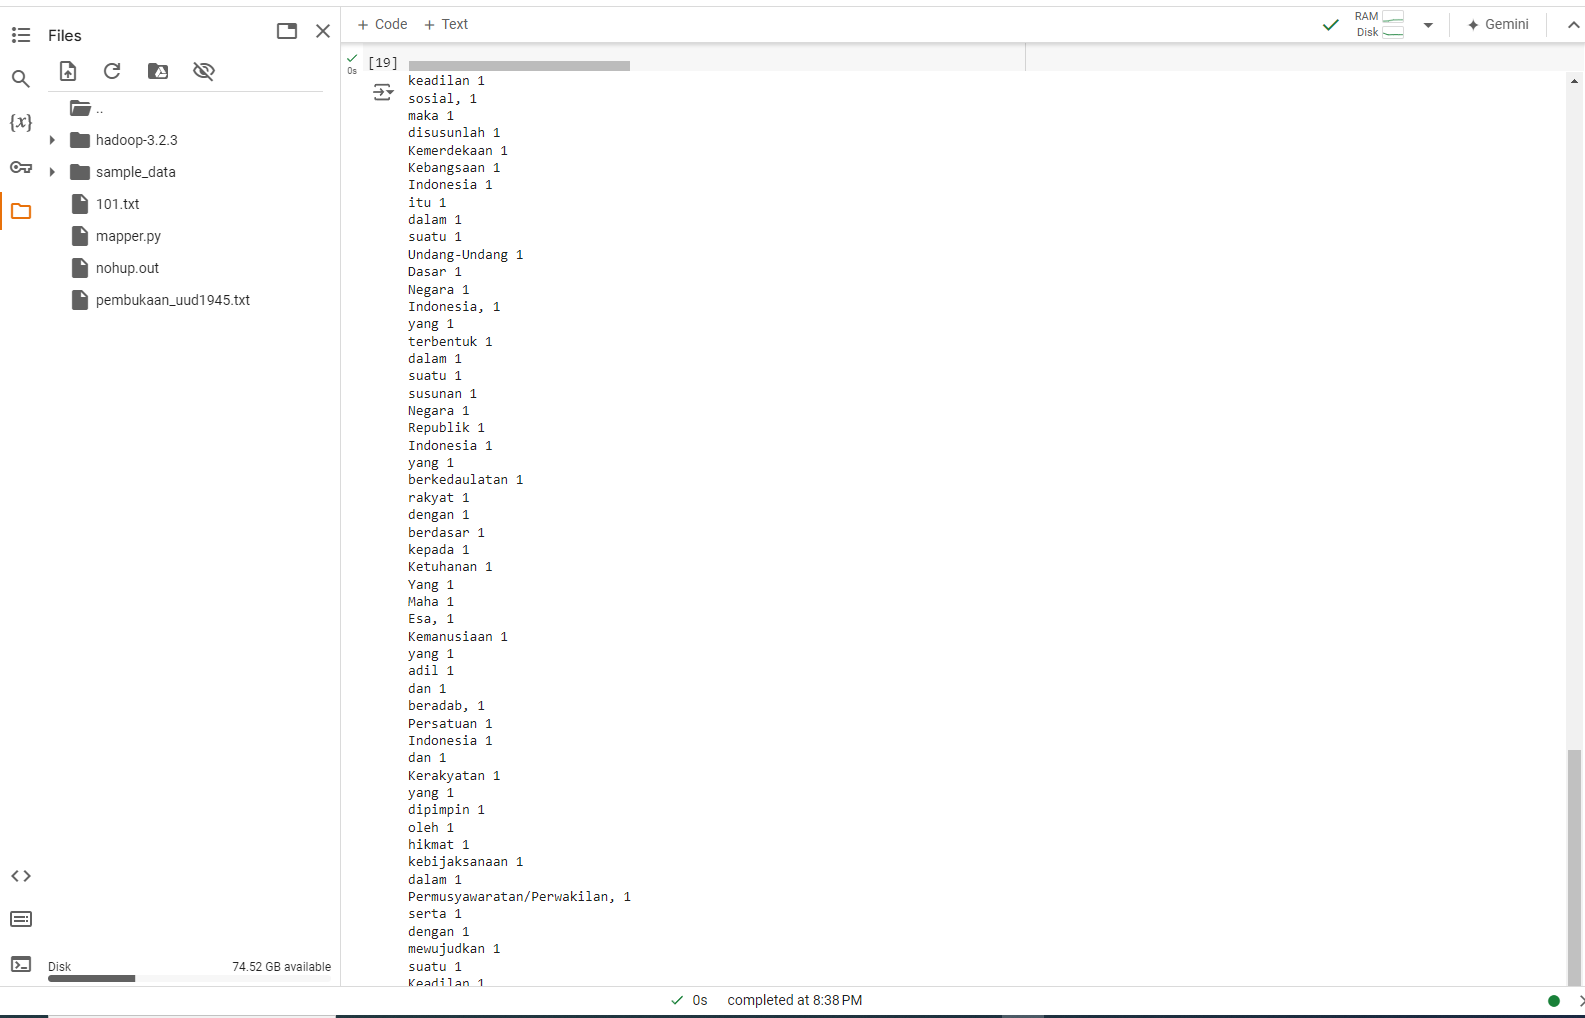 Files
..
hadoop-3.2.3
sample_data
101.txt
mapper.py
nohup.out
pembukaan_uud1945.txt
Disk
74.52 GB available
+ Code + Text
RAM
Disk
Gemini
0s
[19]
keadilan 1
sosial, 1
maka 1
disusunlah 1
Kemerdekaan 1
Kebangsaan 1
Indonesia 1
itu 1
dalam 1
suatu 1
Undang-Undang 1
Dasar 1
Negara 1
Indonesia, 1
yang 1
terbentuk 1
dalam 1
suatu 1
susunan 1
Negara 1
Republik 1
Indonesia 1
yang 1
berkedaulatan 1
rakyat 1
dengan 1
berdasar 1
kepada 1
Ketuhanan 1
Yang 1
Maha 1
Esa, 1
Kemanusiaan 1
yang 1
adil 1
dan 1
beradab, 1
Persatuan 1
Indonesia 1
dan 1
Kerakyatan 1
yang 1
dipimpin 1
oleh 1
hikmat 1
kebijaksanaan 1
dalam 1
Permusyawaratan/Perwakilan, 1
serta 1
dengan 1
mewujudkan 1
suatu 1
Keadilan 1
0s completed at 8:38 PM